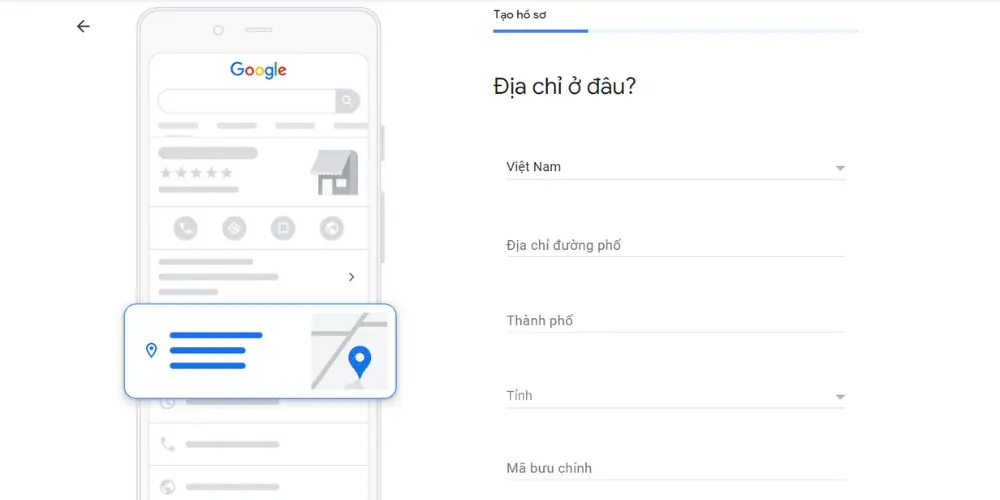 Tạo hồ sơ
Google
Địa chỉ ở đâu?
Việt Nam
Địa chỉ đường phố
Thành phố
Tỉnh
Mã bưu chính